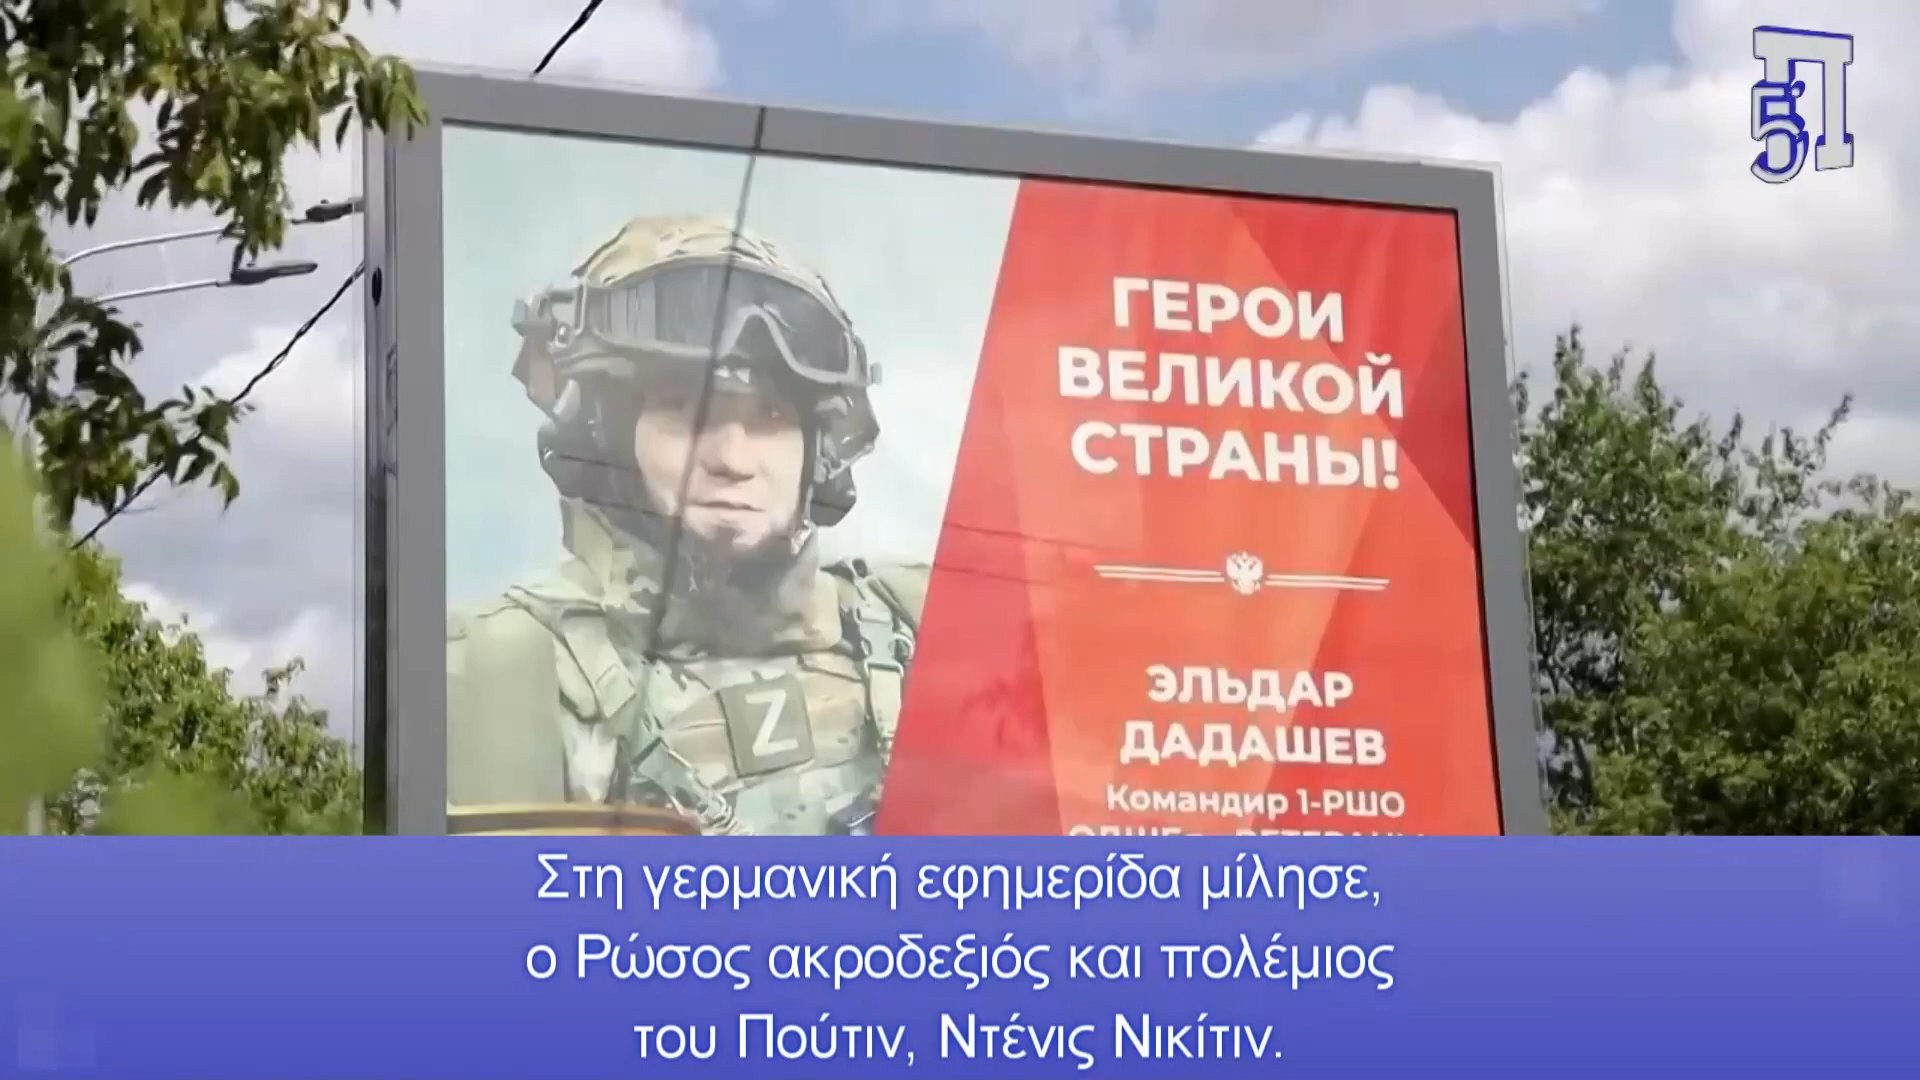 5'Π
ГЕРОИ
ВЕЛИКОЙ
СТРАНЫ!
Z
ЭЛЬДАР
ДАДАШЕВ
Командир 1-РШО
Στη γερμανική εφημερίδα μίλησε,
ο Ρώσος ακροδεξιός και πολέμιος
του Πούτιν, Ντένις Νικίτιν.